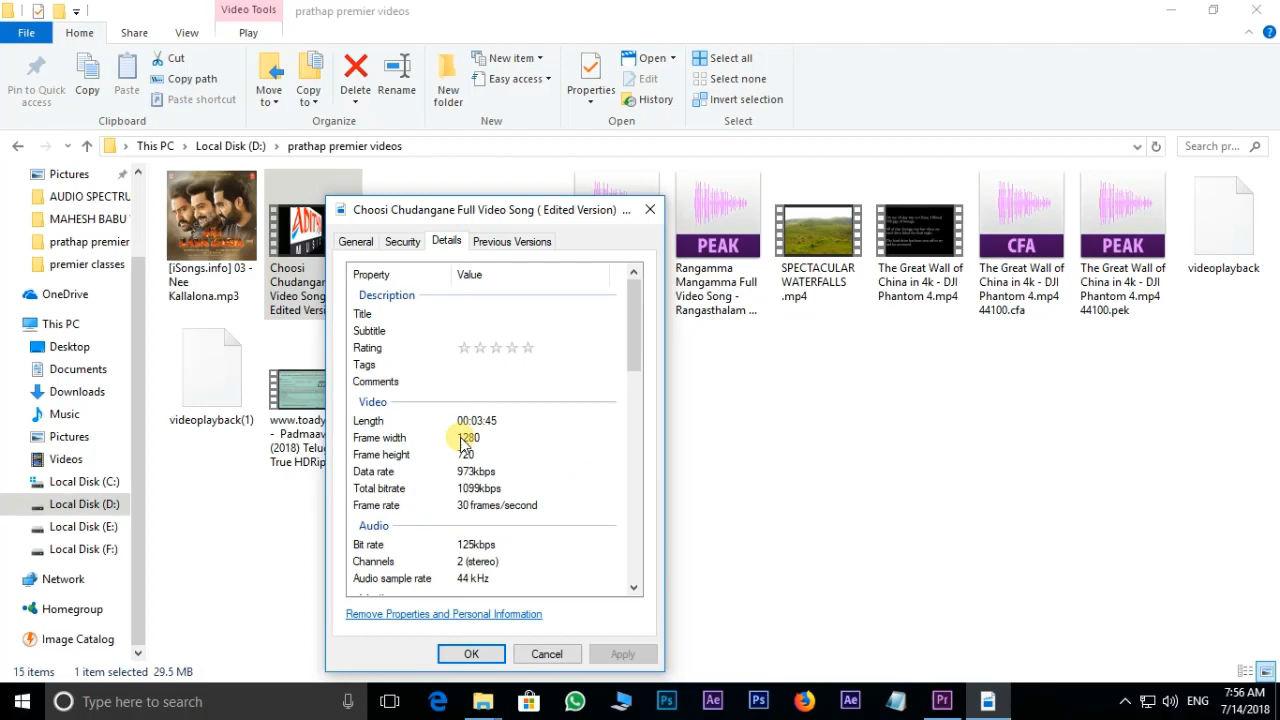 Video Tools
prathap premier videos
File
Home
Share
View
Play
Pin to Quick
access
Copy
Paste
Cut
Copy path
Paste shortcut
Clipboard
Move
to
Copy
to
Delete
Rename
Organize
New
folder
New item
Easy access
New
Properties
Open
Edit
History
Open
Select all
Select none
Invert selection
Select
This PC
Local Disk (D:)
prathap premier videos
Search pr...
Pictures
AUDIO SPECTRU
MAHESH BABU
prathap premier
premier classes
OneDrive
This PC
Desktop
Documents
Downloads
Music
Pictures
Videos
Local Disk (C:)
Local Disk (D:)
Local Disk (E:)
Local Disk (F:)
Network
Homegroup
Image Catalog
[iSongs.info] 03 -
Nee
Kallalona.mp3
Choosi
Chudangane
Video Song
Edited Versi
PEAK
Rangamma
Mangamma Full
Video Song -
Rangasthalam ...
SPECTACULAR
WATERFALLS
.mp4
The Great Wall of
China in 4k - DJI
Phantom 4.mp4
CFA
The Great Wall of
China in 4k - DJI
Phantom 4.mp4
44100.cfa
PEAK
The Great Wall of
China in 4k - DJI
Phantom 4.mp4
44100.pek
videoplayback
videoplayback(1)
www.toady
- Padmaav
(2018) Telu
True HDRip
Choosi Chudangane Full Video Song ( Edited Version) ...
General
Security
Details
Previous Versions
Property
Value
Description
Title
Subtitle
Rating
Tags
Comments
Video
Length 00:03:45
Frame width 1280
Frame height 720
Data rate 973kbps
Total bitrate 1099kbps
Frame rate 30 frames/second
Audio
Bit rate 125kbps
Channels 2 (stereo)
Audio sample rate 44 kHz
Remove Properties and Personal Information
OK
Cancel
Apply
15 items
1 item selected 29.5 MB
Type here to search
Ps
Ae
Ps
Ae
Pr
ENG
7:56 AM
7/14/2018